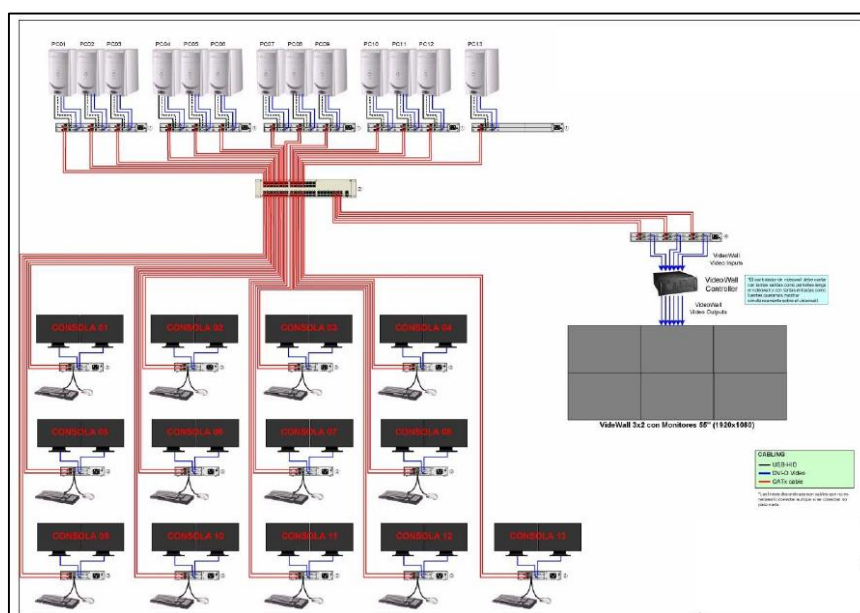 PC01 PC02 PC03 PC04 PC05 PC06 PC07 PC08 PC09 PC10 PC11 PC12 PC13
VideoWall
Video Inputs
VideoWall
Controller
VideoWall
Video Outputs
CONSOLA 01 CONSOLA 02 CONSOLA 03 CONSOLA 04
VideWall 3x2 con Monitores 55" (1920x1080)
CONSOLA 05 CONSOLA 06 CONSOLA 07 CONSOLA 08
CABLING
USB-HID
DVI-D Video
CATx cable
CONSOLA 09 CONSOLA 10 CONSOLA 11 CONSOLA 12 CONSOLA 13